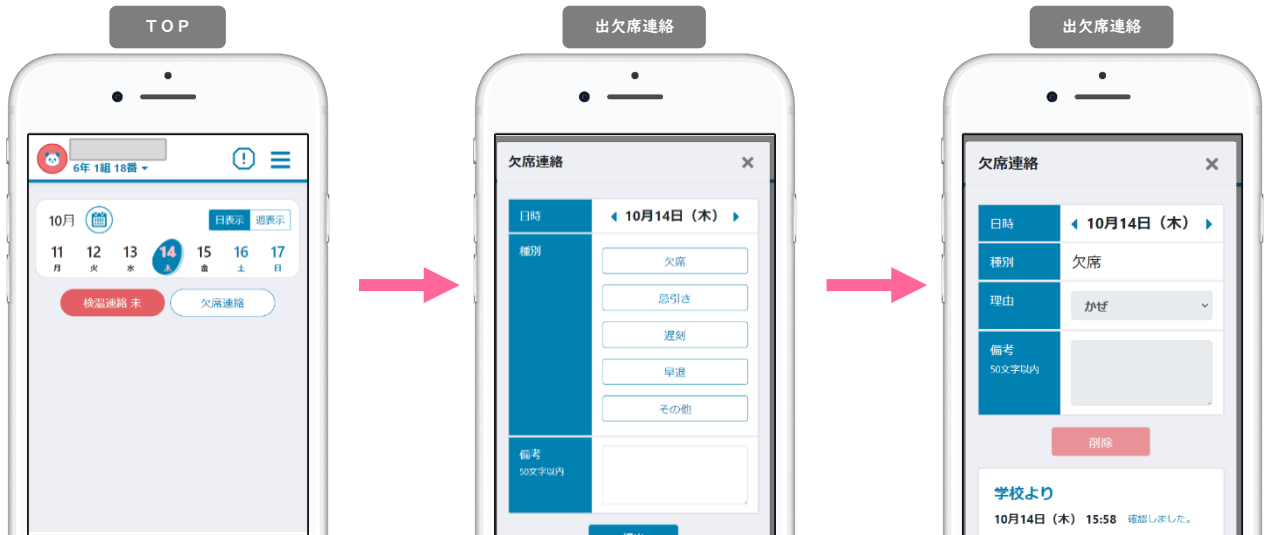 TOP
6年 1組 18番
10月
日表示 週表示
11 12 13 14 15 16 17
月 火 水 木 金 土 日
検温連絡 未 欠席連絡
出欠席連絡
欠席連絡 ×
日時 10月14日（木）
種別 欠席
忌引き
遅刻
早退
その他
備考
50文字以内
出欠席連絡
欠席連絡 ×
日時 10月14日（木）
種別 欠席
理由 かぜ
備考
50文字以内
削除
学校より
10月14日（木） 15:58 確認しました。